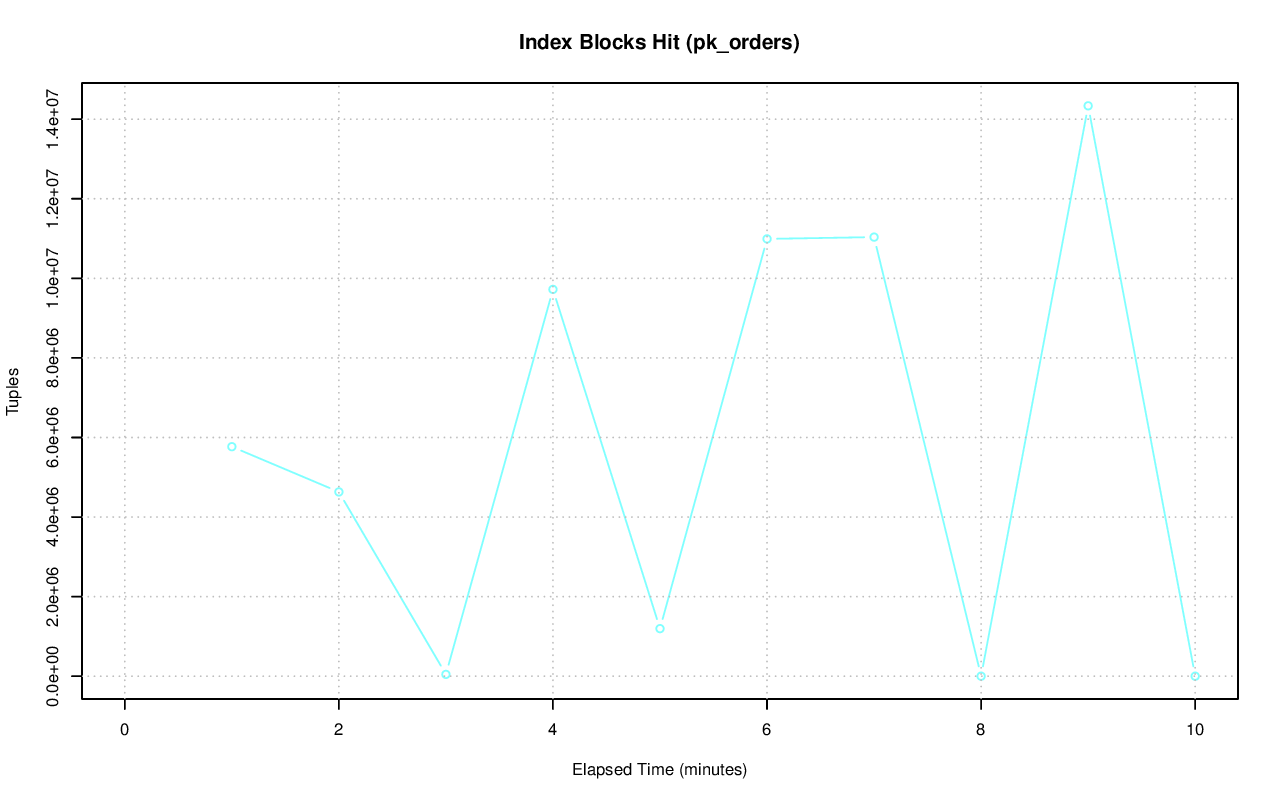 Index Blocks Hit (pk_orders)
Tuples
1.4e+07
1.2e+07
1.0e+07
8.0e+06
6.0e+06
4.0e+06
2.0e+06
0.0e+00
0 2 4 6 8 10
Elapsed Time (minutes)